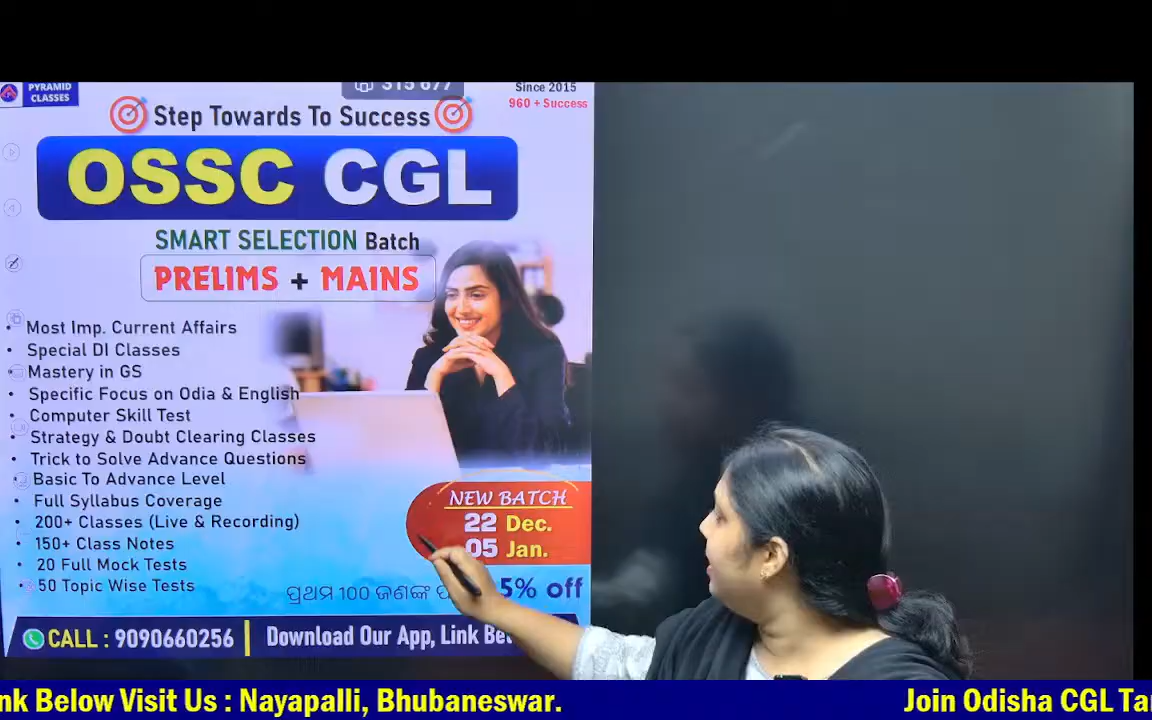 PYRAMID
CLASSES
Since 2015
960 + Success
Step Towards To Success
OSSC CGL
SMART SELECTION Batch
PRELIMS + MAINS
• Most Imp. Current Affairs
• Special DI Classes
Mastery in GS
• Specific Focus on Odia & English
• Computer Skill Test
• Strategy & Doubt Clearing Classes
• Trick to Solve Advance Questions
• Basic To Advance Level
• Full Syllabus Coverage
• 200+ Classes (Live & Recording)
• 150+ Class Notes
• 20 Full Mock Tests
• 50 Topic Wise Tests
NEW BATCH
22 Dec.
05 Jan.
ପ୍ରଥମ 100 ଜଣଙ୍କ
5% off
CALL : 9090660256
Download Our App, Link
Below Visit Us : Nayapalli, Bhubaneswar.
Join Odisha CGL